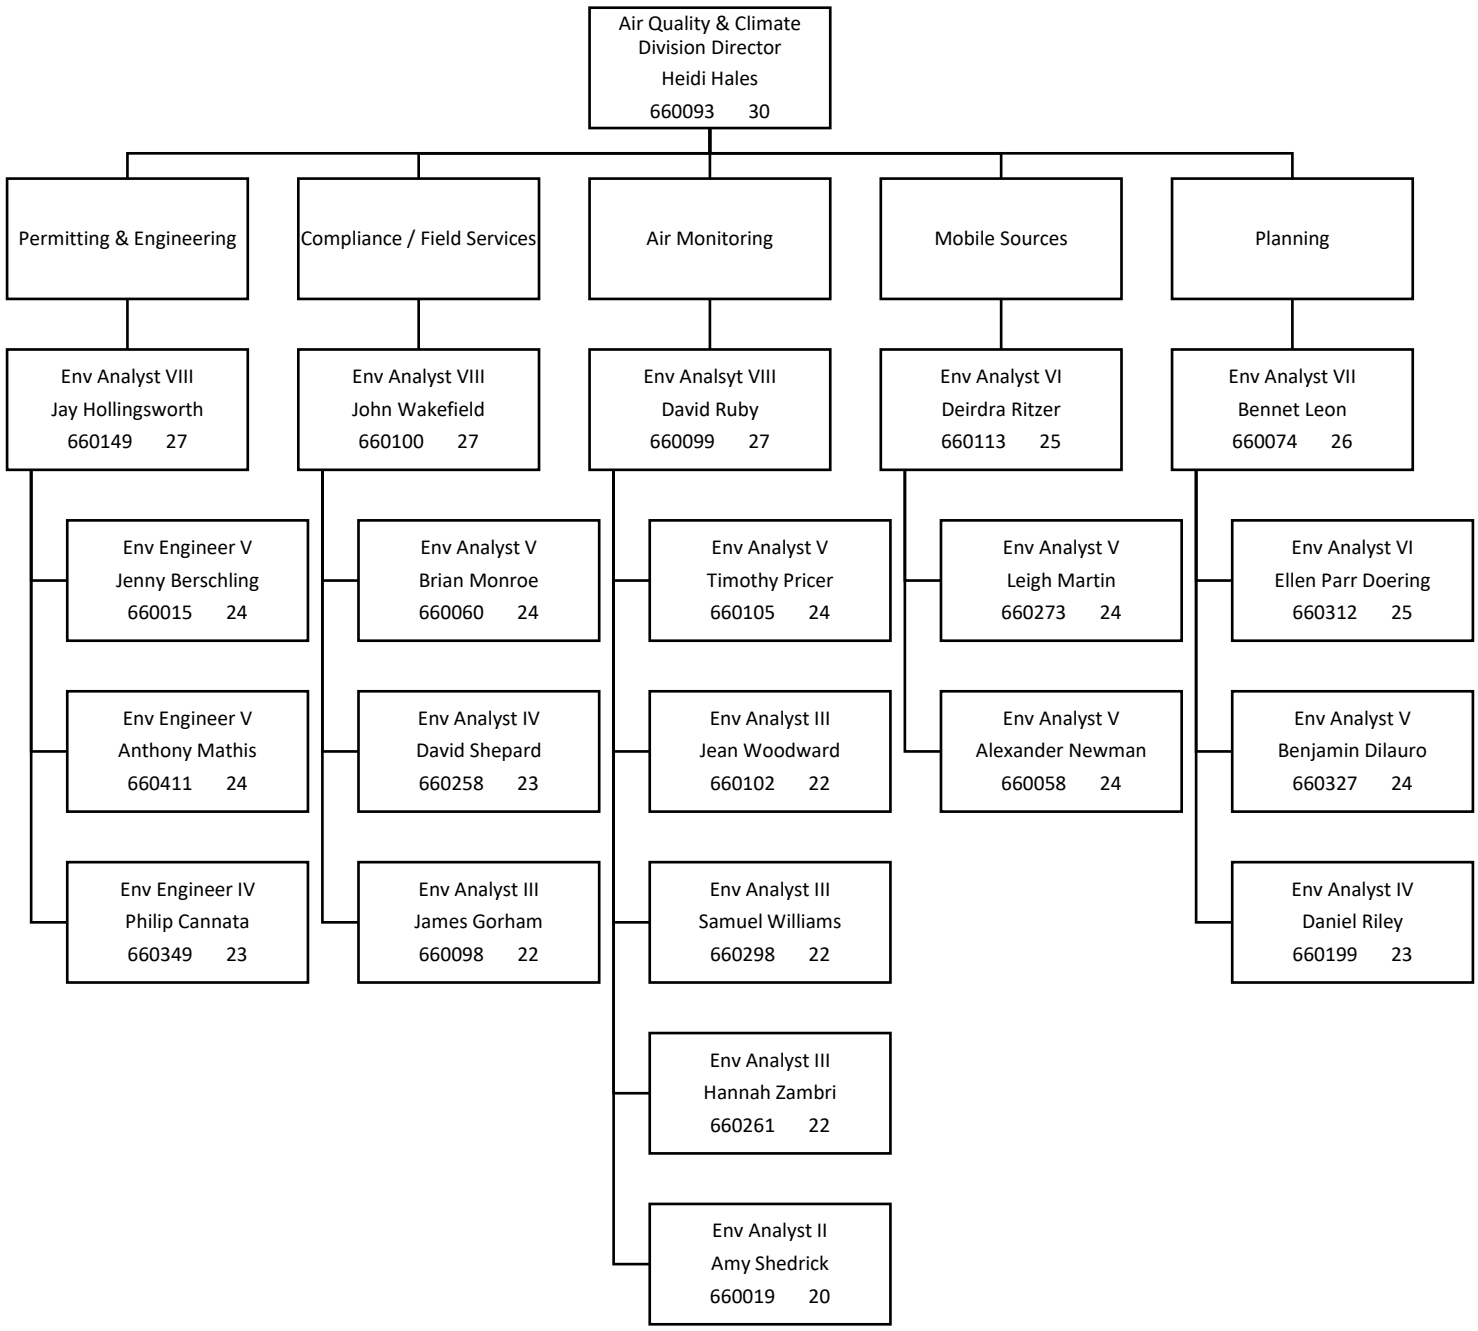 Air Quality & Climate
Division Director
Heidi Hales
660093 30
Permitting & Engineering
Compliance / Field Services
Air Monitoring
Mobile Sources
Planning
Env Analyst VIII
Jay Hollingsworth
660149 27
Env Analyst VIII
John Wakefield
660100 27
Env Analsyt VIII
David Ruby
660099 27
Env Analyst VI
Deirdra Ritzer
660113 25
Env Analyst VII
Bennet Leon
660074 26
Env Engineer V
Jenny Berschling
660015 24
Env Analyst V
Brian Monroe
660060 24
Env Analyst V
Timothy Pricer
660105 24
Env Analyst V
Leigh Martin
660273 24
Env Analyst VI
Ellen Parr Doering
660312 25
Env Engineer V
Anthony Mathis
660411 24
Env Analyst IV
David Shepard
660258 23
Env Analyst III
Jean Woodward
660102 22
Env Analyst V
Alexander Newman
660058 24
Env Analyst V
Benjamin Dilauro
660327 24
Env Engineer IV
Philip Cannata
660349 23
Env Analyst III
James Gorham
660098 22
Env Analyst III
Samuel Williams
660298 22
Env Analyst IV
Daniel Riley
660199 23
Env Analyst III
Hannah Zambri
660261 22
Env Analyst II
Amy Shedrick
660019 20